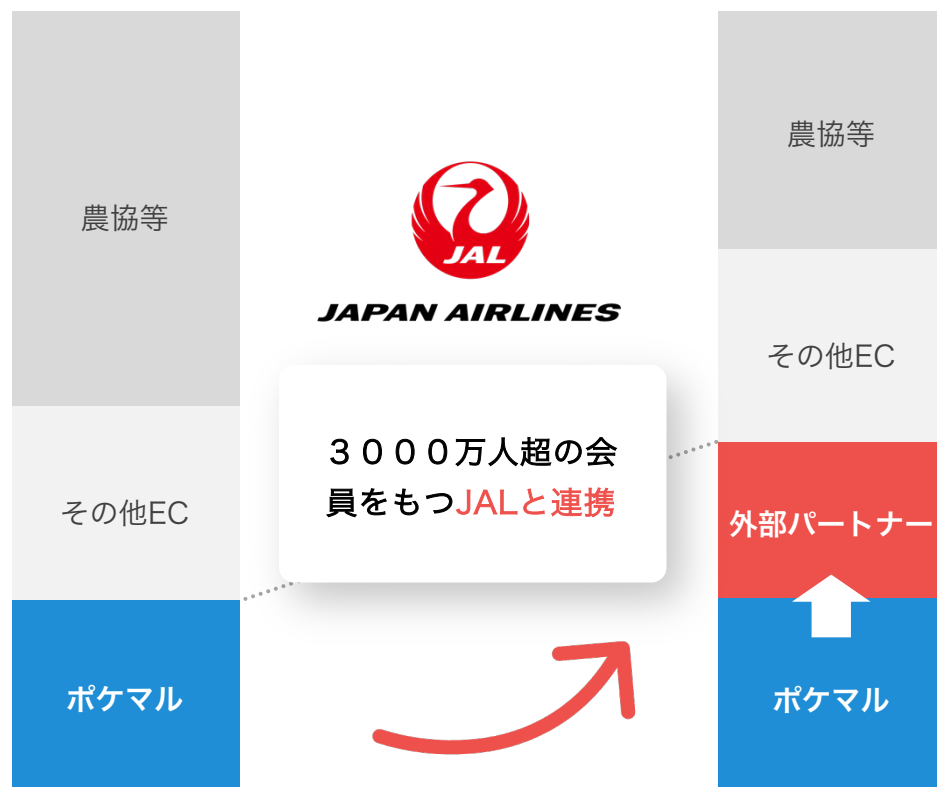 農協等
その他EC
ポケマル
JAL
JAPAN AIRLINES
３０００万人超の会
員をもつJALと連携
農協等
その他EC
外部パートナー
ポケマル